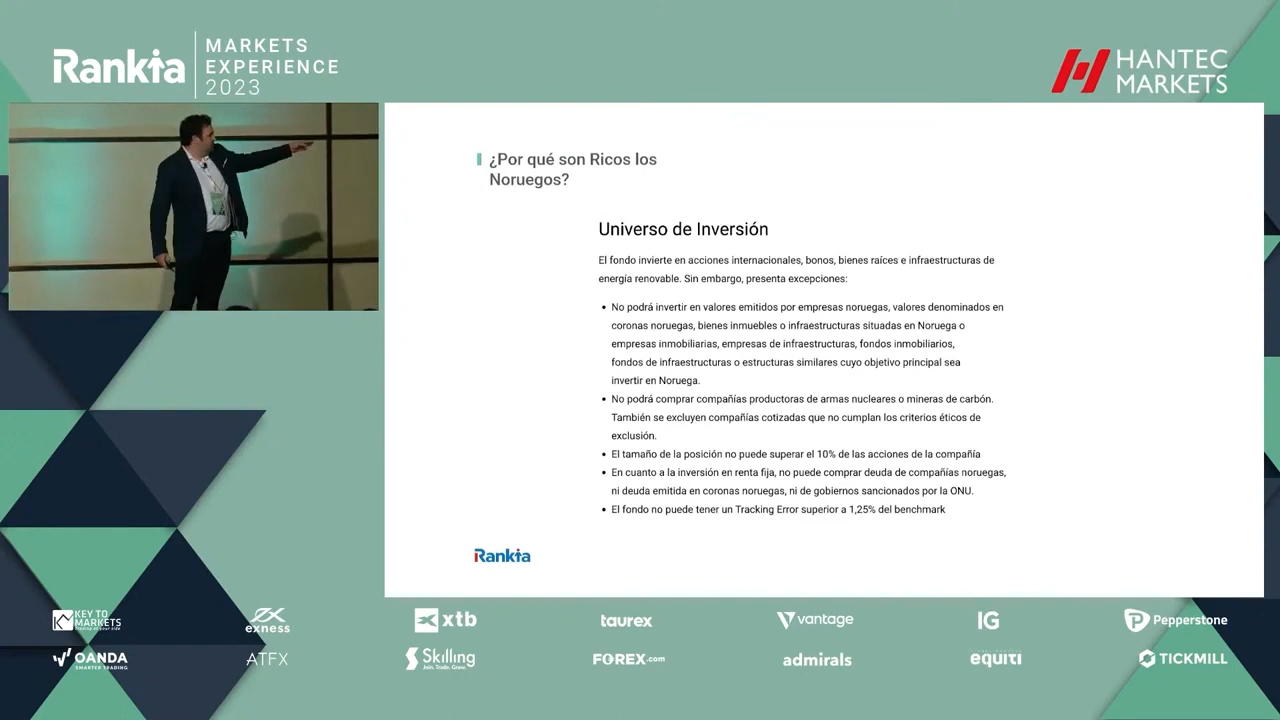 Rankia
MARKETS
EXPERIENCE
2023
HANTEC
MARKETS
¿Por qué son Ricos los
Noruegos?
Universo de Inversión
El fondo invierte en acciones internacionales, bonos, bienes raíces e infraestructuras de
energía renovable. Sin embargo, presenta excepciones:
• No podrá invertir en valores emitidos por empresas noruegas, valores denominados en
coronas noruegas, bienes inmuebles o infraestructuras situadas en Noruega o
empresas inmobiliarias, empresas de infraestructuras, fondos inmobiliarios,
fondos de infraestructuras o estructuras similares cuyo objetivo principal sea
invertir en Noruega.
• No podrá comprar compañías productoras de armas nucleares o mineras de carbón.
También se excluyen compañías cotizadas que no cumplan los criterios éticos de
exclusión.
• El tamaño de la posición no puede superar el 10% de las acciones de la compañía
• En cuanto a la inversión en renta fija, no puede comprar deuda de compañías noruegas,
ni deuda emitida en coronas noruegas, ni de gobiernos sancionados por la ONU.
• El fondo no puede tener un Tracking Error superior a 1,25% del benchmark
Rankia
KEY TO
MARKETS
exness
xtb
taurex
vantage
IG
Pepperstone
OANDA
SMARTER TRADING
ATFX
Skilling
Join. Trade. Grow.
FOREX.com
admirals
equiti
TICKMILL